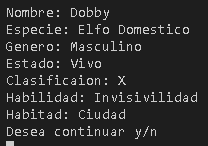 Nombre: Dobby
Especie: Elfo Domestico
Genero: Masculino
Estado: Vivo
Clasificaion: X
Habilidad: Invisivilidad
Habitad: Ciudad
Desea continuar y/n